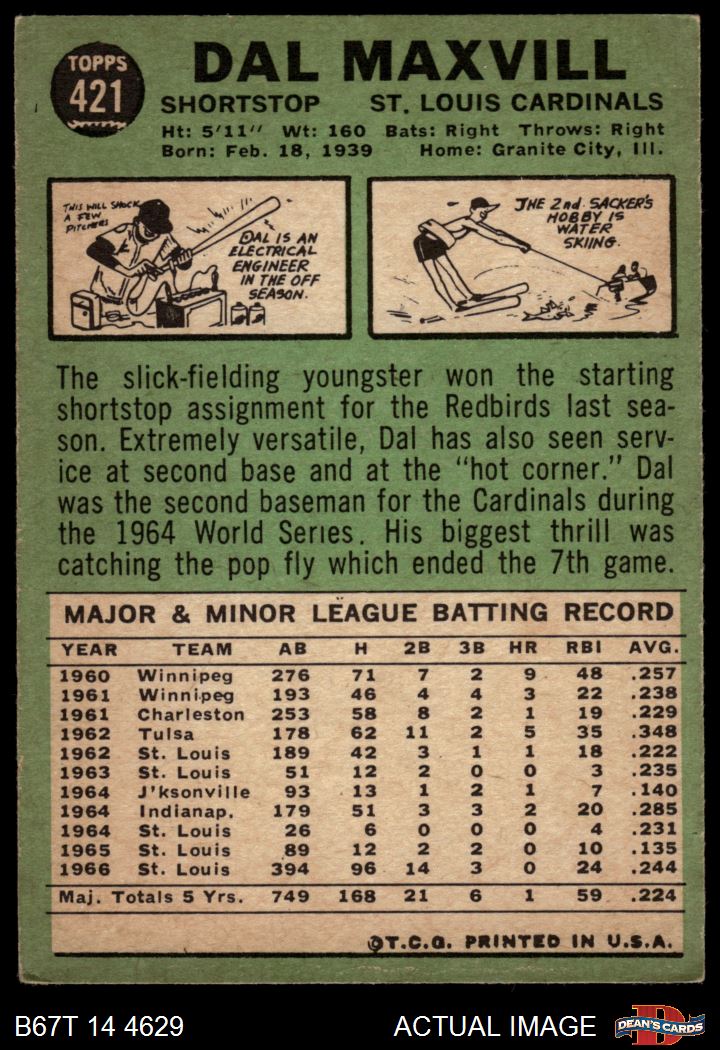 TOPPS
421
DAL MAXVILL
SHORTSTOP ST. LOUIS CARDINALS
Ht: 5'11" Wt: 160 Bats: Right Throws: Right
Born: Feb. 18, 1939 Home: Granite City, Ill.
THIS WILL SHOCK
A FEW
PITCHERS
DAL IS AN
ELECTRICAL
ENGINEER
IN THE OFF
SEASON.
THE 2nd. SACKER'S
HOBBY IS
WATER
SKIING.
The slick-fielding youngster won the starting
shortstop assignment for the Redbirds last sea-
son. Extremely versatile, Dal has also seen serv-
ice at second base and at the "hot corner." Dal
was the second baseman for the Cardinals during
the 1964 World Series. His biggest thrill was
catching the pop fly which ended the 7th game.
MAJOR & MINOR LEAGUE BATTING RECORD
YEAR TEAM AB H 2B 3B HR RBI AVG.
1960 Winnipeg 276 71 7 2 9 48 .257
1961 Winnipeg 193 46 4 4 3 22 .238
1961 Charleston 253 58 8 2 1 19 .229
1962 Tulsa 178 62 11 2 5 35 .348
1962 St. Louis 189 42 3 1 1 18 .222
1963 St. Louis 51 12 2 0 0 3 .235
1964 J'ksonville 93 13 1 2 1 7 .140
1964 Indianap. 179 51 3 3 2 20 .285
1964 St. Louis 26 6 0 0 0 4 .231
1965 St. Louis 89 12 2 2 0 10 .135
1966 St. Louis 394 96 14 3 0 24 .244
Maj. Totals 5 Yrs. 749 168 21 6 1 59 .224
©T.C.G. PRINTED IN U.S.A.
B67T 14 4629 ACTUAL IMAGE DEAN'S CARDS